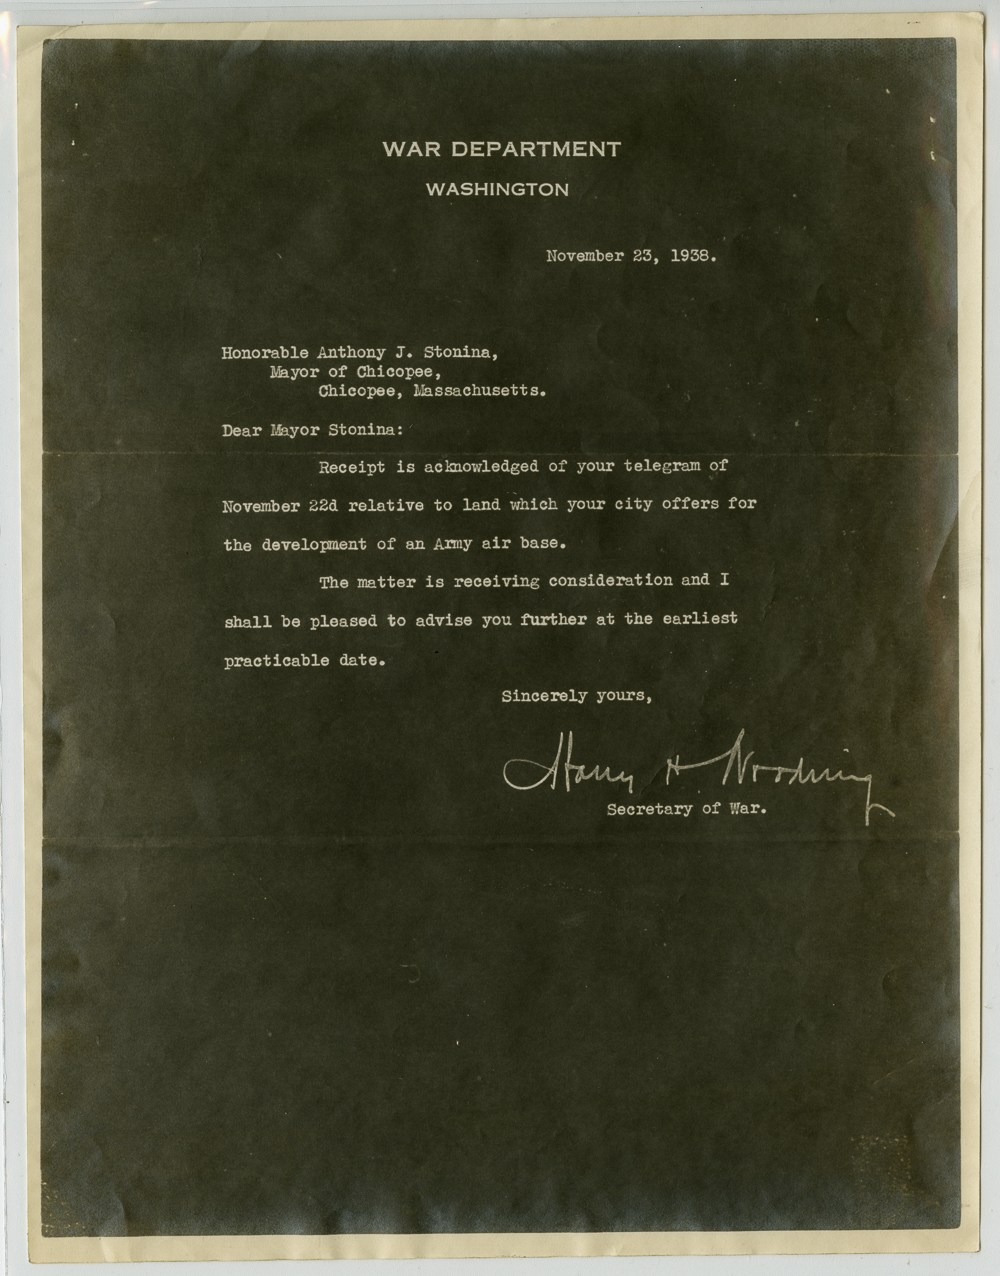 WAR DEPARTMENT
WASHINGTON
November 23, 1938.
Honorable Anthony J. Stonina,
Mayor of Chicopee,
Chicopee, Massachusetts.
Dear Mayor Stonina:
Receipt is acknowledged of your telegram of
November 22d relative to land which your city offers for
the development of an Army air base.
The matter is receiving consideration and I
shall be pleased to advise you further at the earliest
practicable date.
Sincerely yours,
Harry H Woodring
Secretary of War.